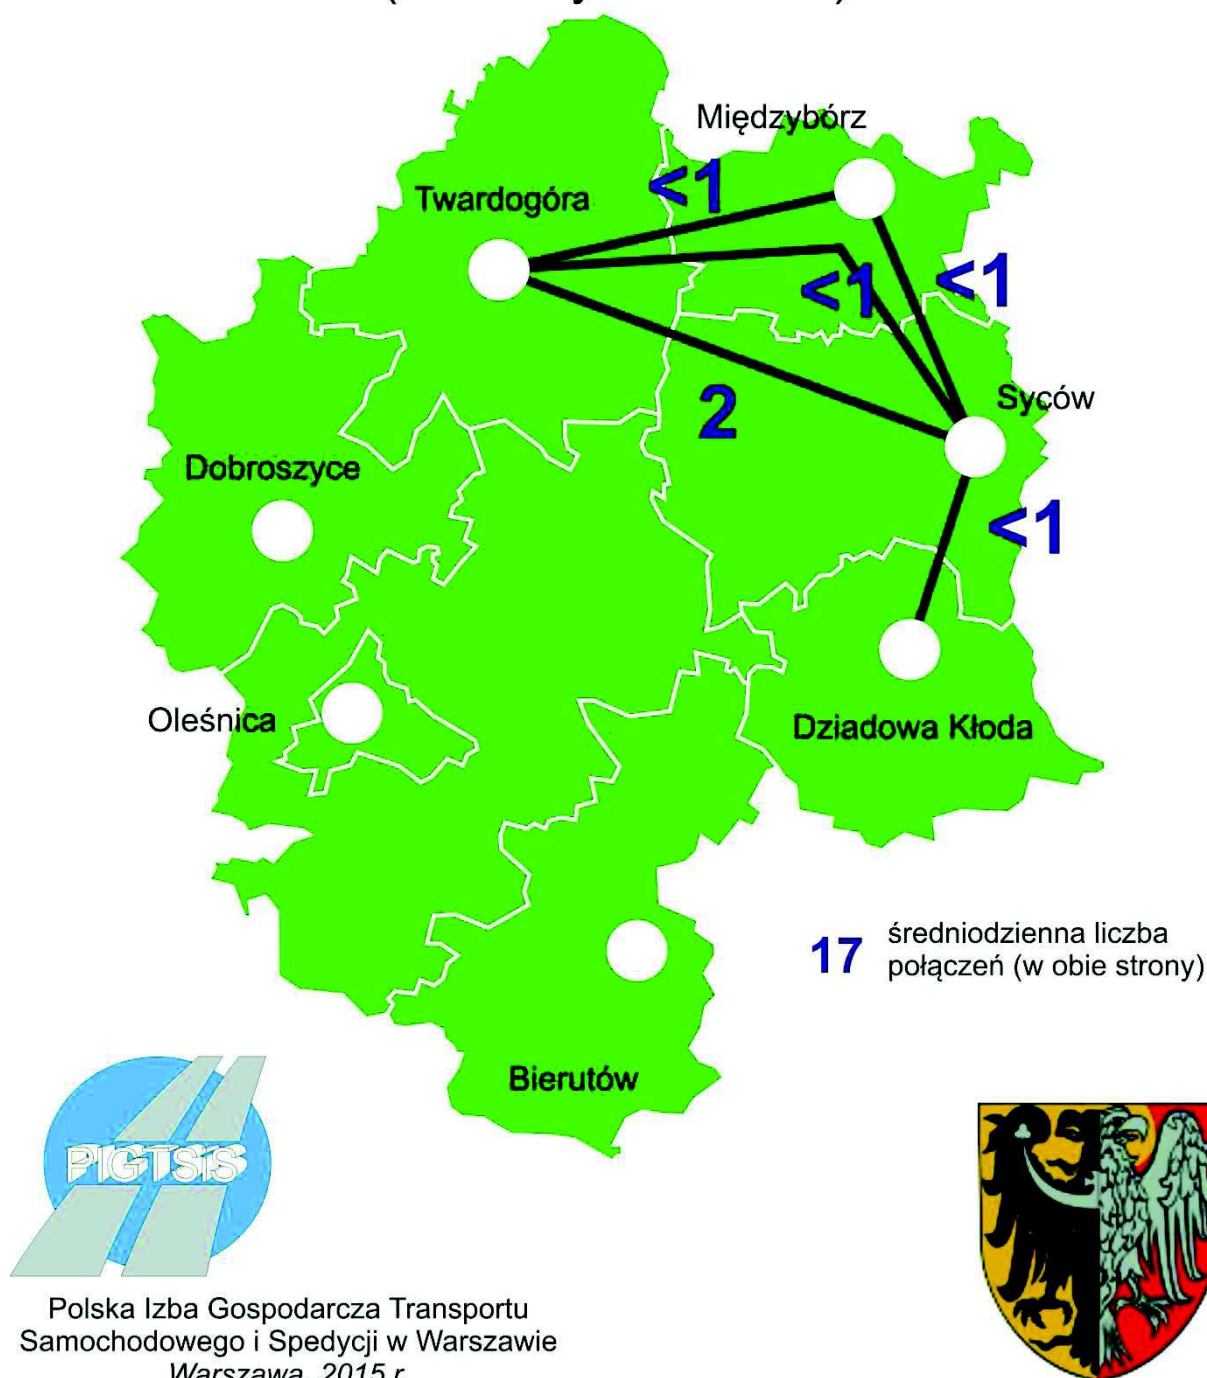 Międzybórz
<1
Twardogóra
<1
<1
2
Syców
Dobroszyce
<1
Oleśnica
Dziadowa Kłoda
17 średniodzienna liczba
połączeń (w obie strony)
Bierutów
PIGTSIS
Polska Izba Gospodarcza Transportu
Samochodowego i Spedycji w Warszawie
Warszawa, 2015 r.